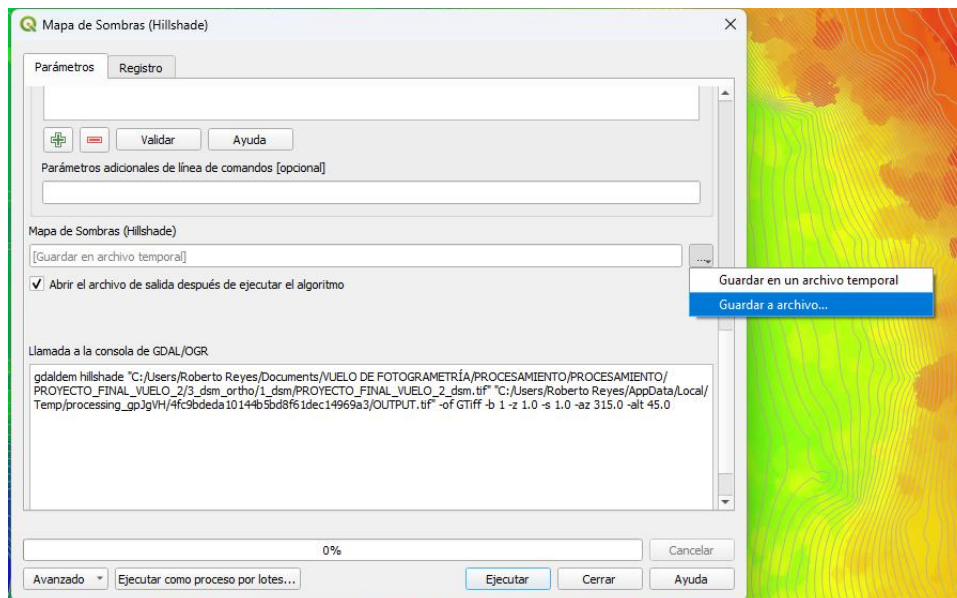 Mapa de Sombras (Hillshade)
Parámetros
Registro
Validar
Ayuda
Parámetros adicionales de línea de comandos [opcional]
Mapa de Sombras (Hillshade)
[Guardar en archivo temporal]
...
Guardar en un archivo temporal
Abrir el archivo de salida después de ejecutar el algoritmo
Guardar a archivo...
Llamada a la consola de GDAL/OGR
gdaldem hillshade "C:/Users/Roberto Reyes/Documents/VUELO DE FOTOGRAMETRÍA/PROCESAMIENTO/PROCESAMIENTO/
PROYECTO_FINAL_VUELO_2/3_dsm_ortho/1_dsm/PROYECTO_FINAL_VUELO_2_dsm.tif" "C:/Users/Roberto Reyes/AppData/Local/
Temp/processing_gpJgVH/4fc9bdeda10144b5bd8f61dec14969a3/OUTPUT.tif" -of GTiff -b 1 -z 1.0 -s 1.0 -az 315.0 -alt 45.0
0%
Cancelar
Avanzado
Ejecutar como proceso por lotes...
Ejecutar
Cerrar
Ayuda